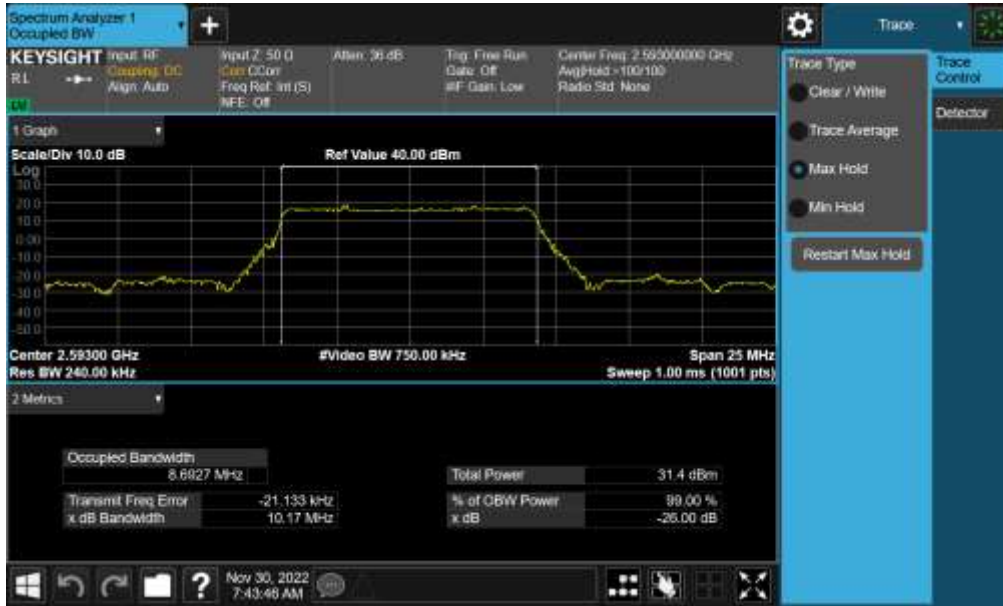 Spectrum Analyzer 1
Occupied BW
+
Trace
KEYSIGHT
R L
Input: RF
Coupling: DC
Align: Auto
Input Z: 50 Ω
Corr CCorr
Freq Ref: Int (S)
NFE: Off
Atten: 36 dB
Trig: Free Run
Gate: Off
#IF Gain: Low
Center Freq: 2.593000000 GHz
Avg|Hold: >100/100
Radio Std: None
1 Graph
Scale/Div 10.0 dB
Ref Value 40.00 dBm
Log
30.0
20.0
10.0
0.00
-10.0
-20.0
-30.0
-40.0
-50.0
Center 2.59300 GHz
#Video BW 750.00 kHz
Span 25 MHz
Res BW 240.00 kHz
Sweep 1.00 ms (1001 pts)
2 Metrics
Occupied Bandwidth
8.6927 MHz
Total Power 31.4 dBm
Transmit Freq Error -21.133 kHz
% of OBW Power 99.00 %
x dB Bandwidth 10.17 MHz
x dB -26.00 dB
Trace Type
Clear / Write
Trace Average
Max Hold
Min Hold
Restart Max Hold
Trace
Control
Detector
?
Nov 30, 2022
7:43:46 AM